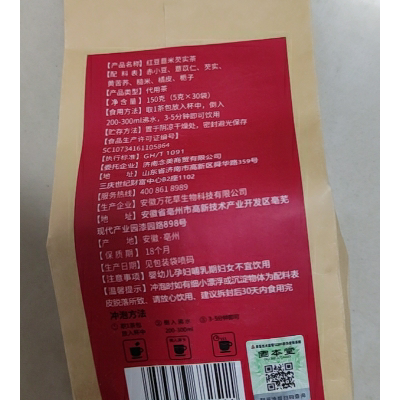 产品名称:红豆薏米芡实茶
配 料 表:赤小豆、薏苡仁、芡实、
黄苦荞、糙米、橘皮、栀子
产品类型:代用茶
净 含 量:150克(5克×30袋)
食用方法:取1茶包放入杯中,倒入
200-300ml沸水,3-5分钟即可饮用
贮存方法:置于阴凉干燥处,密封避光保存
食品生产许可证编号:
SC10734161105864
执行标准:GH/T 1091
委托企业:济南念美商贸有限公司
地 址:山东省济南市高新区舜华路359号
三庆世纪财富中心
服务热线:400 861 8989
生产企业:安徽万花草生物科技有限公司
地 址:安徽省亳州市高新技术产业开发区亳芜
现代产业园漆园路898号
产 地:安徽·亳州
保 质 期:18个月
生产日期:见包装袋喷码
注意事项:婴幼儿孕妇哺乳期妇女不宜饮用
温馨提示:冲泡时如有细小漂浮或沉淀物体为配料表
皮脱落所致,请放心饮用。建议拆封后30天内食用完
冲泡方法
200-300ml